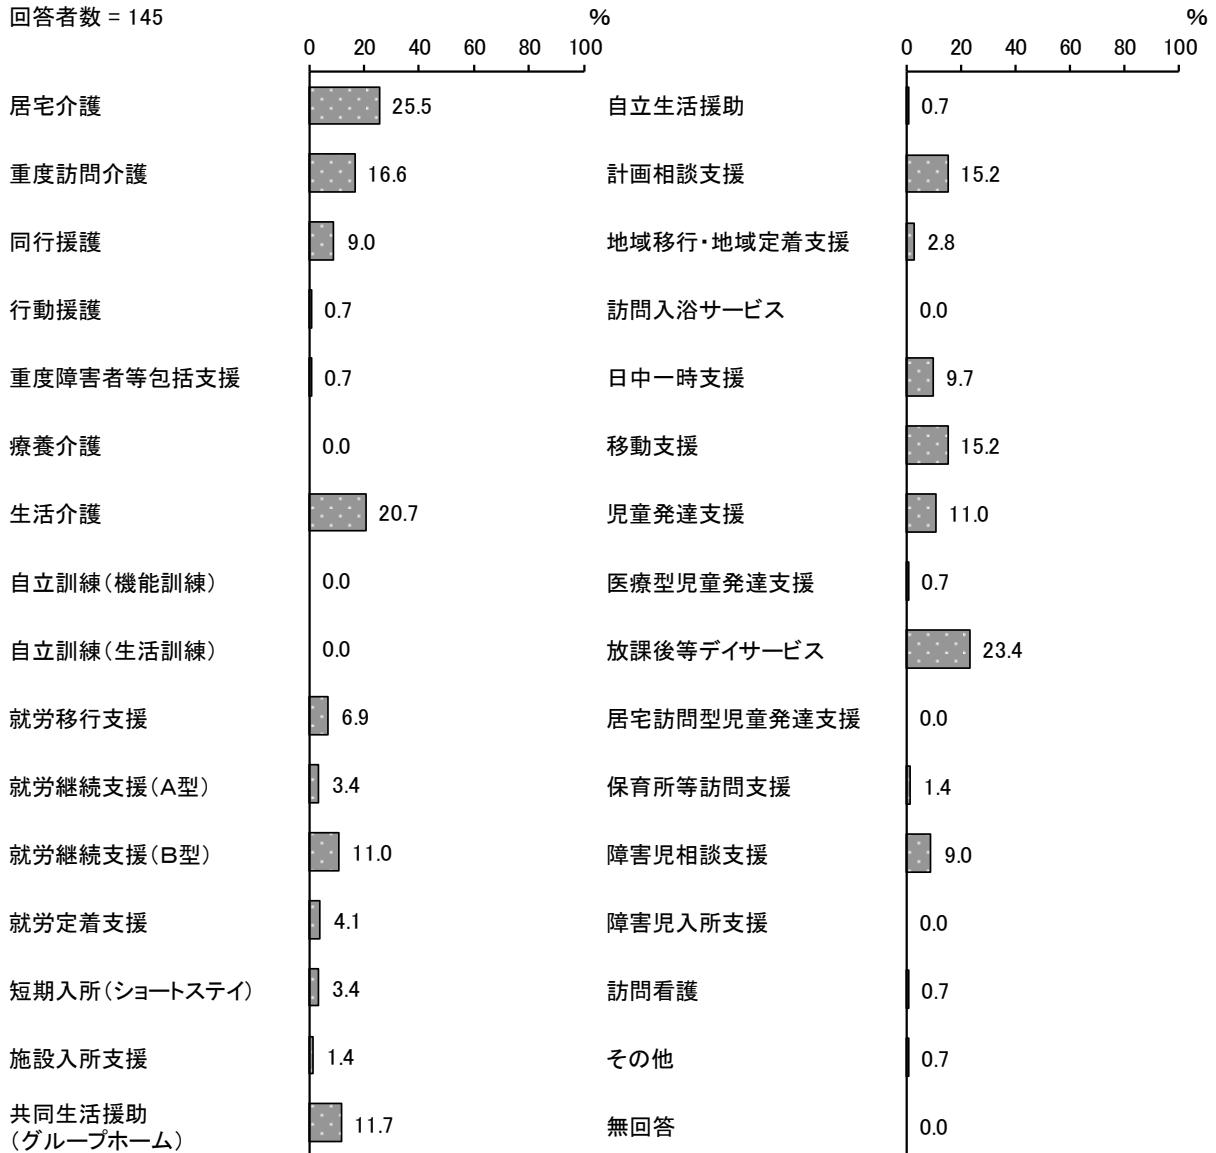 回答者数 = 145
%
0 20 40 60 80 100
居宅介護 25.5
重度訪問介護 16.6
同行援護 9.0
行動援護 0.7
重度障害者等包括支援 0.7
療養介護 0.0
生活介護 20.7
自立訓練(機能訓練) 0.0
自立訓練(生活訓練) 0.0
就労移行支援 6.9
就労継続支援(A型) 3.4
就労継続支援(B型) 11.0
就労定着支援 4.1
短期入所(ショートステイ) 3.4
施設入所支援 1.4
共同生活援助
(グループホーム) 11.7
%
0 20 40 60 80 100
自立生活援助 0.7
計画相談支援 15.2
地域移行・地域定着支援 2.8
訪問入浴サービス 0.0
日中一時支援 9.7
移動支援 15.2
児童発達支援 11.0
医療型児童発達支援 0.7
放課後等デイサービス 23.4
居宅訪問型児童発達支援 0.0
保育所等訪問支援 1.4
障害児相談支援 9.0
障害児入所支援 0.0
訪問看護 0.7
その他 0.7
無回答 0.0